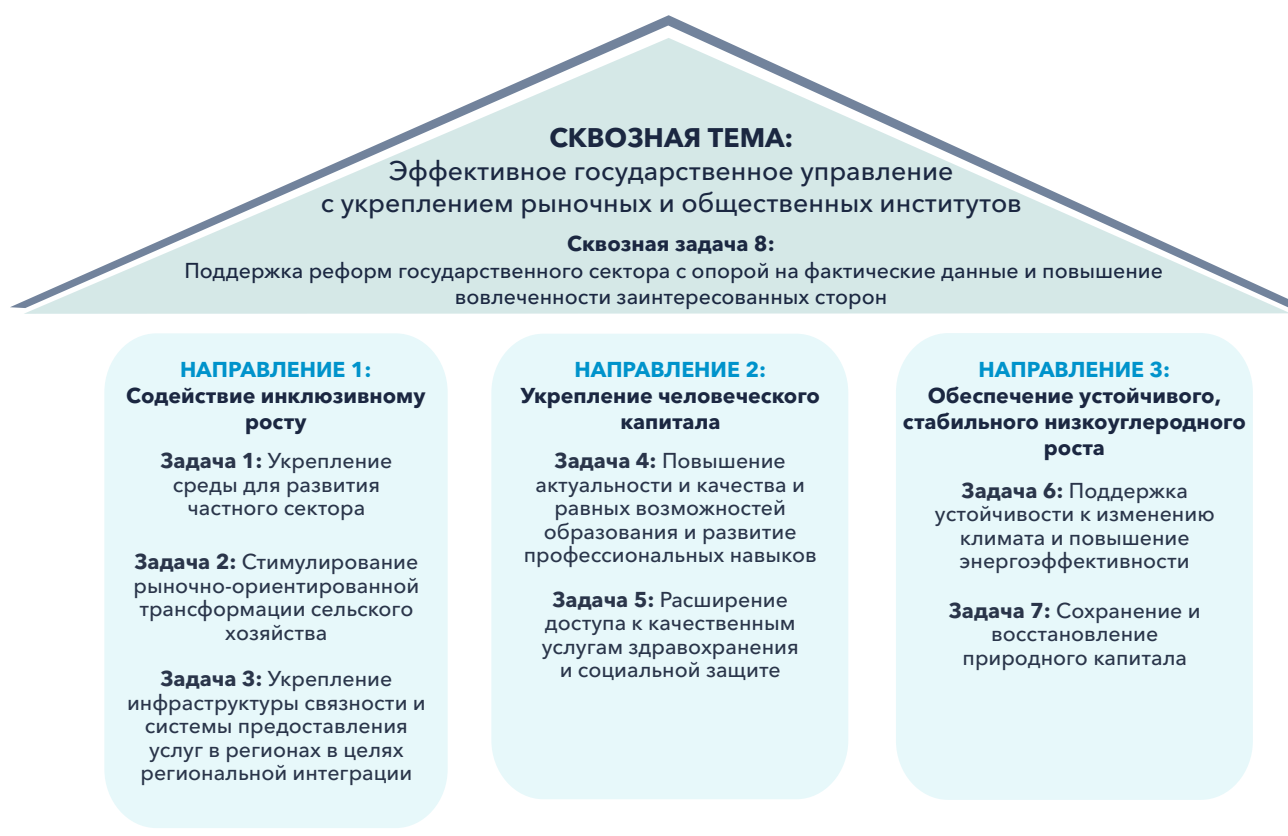 СКВОЗНАЯ ТЕМА:
Эффективное государственное управление
с укреплением рыночных и общественных институтов
Сквозная задача 8:
Поддержка реформ государственного сектора с опорой на фактические данные и повышение
вовлеченности заинтересованных сторон
НАПРАВЛЕНИЕ 1:
Содействие инклюзивному
росту
Задача 1: Укрепление
среды для развития
частного сектора
Задача 2: Стимулирование
рыночно-ориентированной
трансформации сельского
хозяйства
Задача 3: Укрепление
инфраструктуры связности и
системы предоставления
услуг в регионах в целях
региональной интеграции
НАПРАВЛЕНИЕ 2:
Укрепление человеческого
капитала
Задача 4: Повышение
актуальности и качества и
равных возможностей
образования и развитие
профессиональных навыков
Задача 5: Расширение
доступа к качественным
услугам здравохранения
и социальной защите
НАПРАВЛЕНИЕ 3:
Обеспечение устойчивого,
стабильного низкоуглеродного
роста
Задача 6: Поддержка
устойчивости к изменению
климата и повышение
энергоэффективности
Задача 7: Сохранение и
восстановление
природного капитала